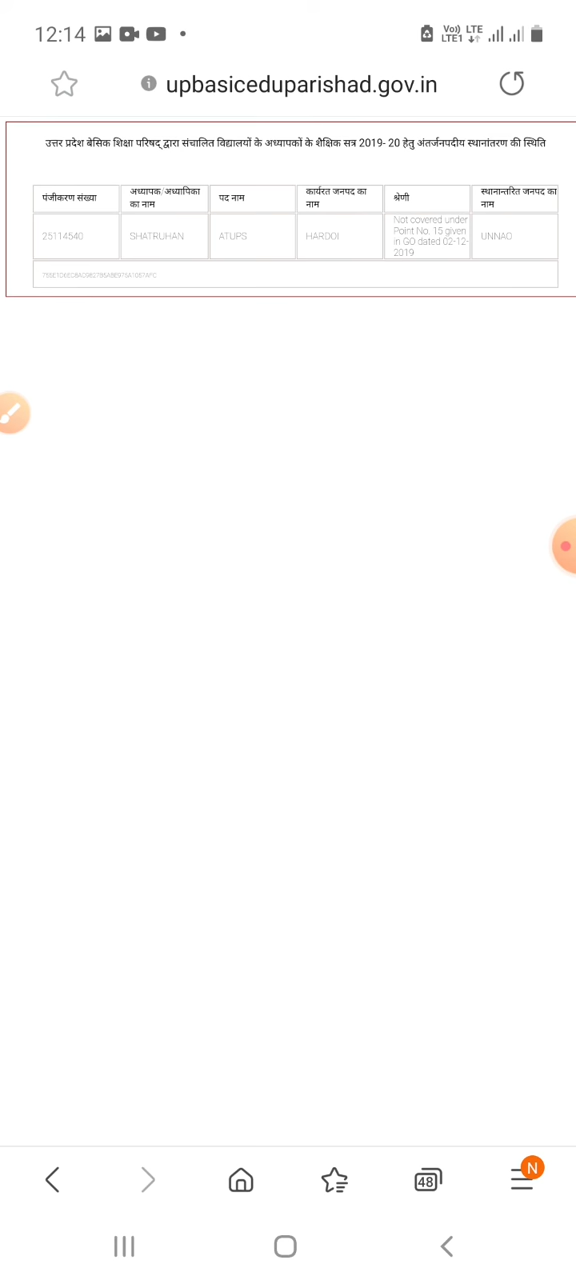 12:14
Vo)) LTE
LTE1
upbasiceduparishad.gov.in
उत्तर प्रदेश बेसिक शिक्षा परिषद् द्वारा संचालित विद्यालयों के अध्यापकों के शैक्षिक सत्र 2019- 20 हेतु अंतर्जनपदीय स्थानांतरण की स्थिति
पंजीकरण संख्या
अध्यापक/अध्यापिका
का नाम
पद नाम
कार्यरत जनपद का
नाम
श्रेणी
स्थानान्तरित जनपद का
नाम
25114540
SHATRUHAN
ATUPS
HARDOI
Not covered under
Point No. 15 given
in GO dated 02-12-
2019
UNNAO
48
N